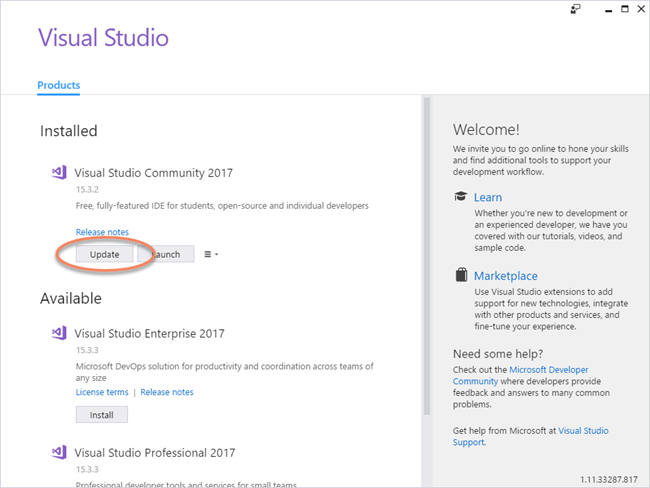 Visual Studio
Products
Installed
Visual Studio Community 2017
15.3.2
Free, fully-featured IDE for students, open-source and individual developers
Release notes
Update
Launch
Available
Visual Studio Enterprise 2017
15.3.3
Microsoft DevOps solution for productivity and coordination across teams of
any size
License terms | Release notes
Install
Visual Studio Professional 2017
15.3.3
Professional developer tools and services for small teams
Welcome!
We invite you to go online to hone your skills
and find additional tools to support your
development workflow.
Learn
Whether you're new to development or
an experienced developer, we have you
covered with our tutorials, videos, and
sample code.
Marketplace
Use Visual Studio extensions to add
support for new technologies, integrate
with other products and services, and
fine-tune your experience.
Need some help?
Check out the Microsoft Developer
Community where developers provide
feedback and answers to many common
problems.
Get help from Microsoft at Visual Studio
Support.
1.11.33287.817